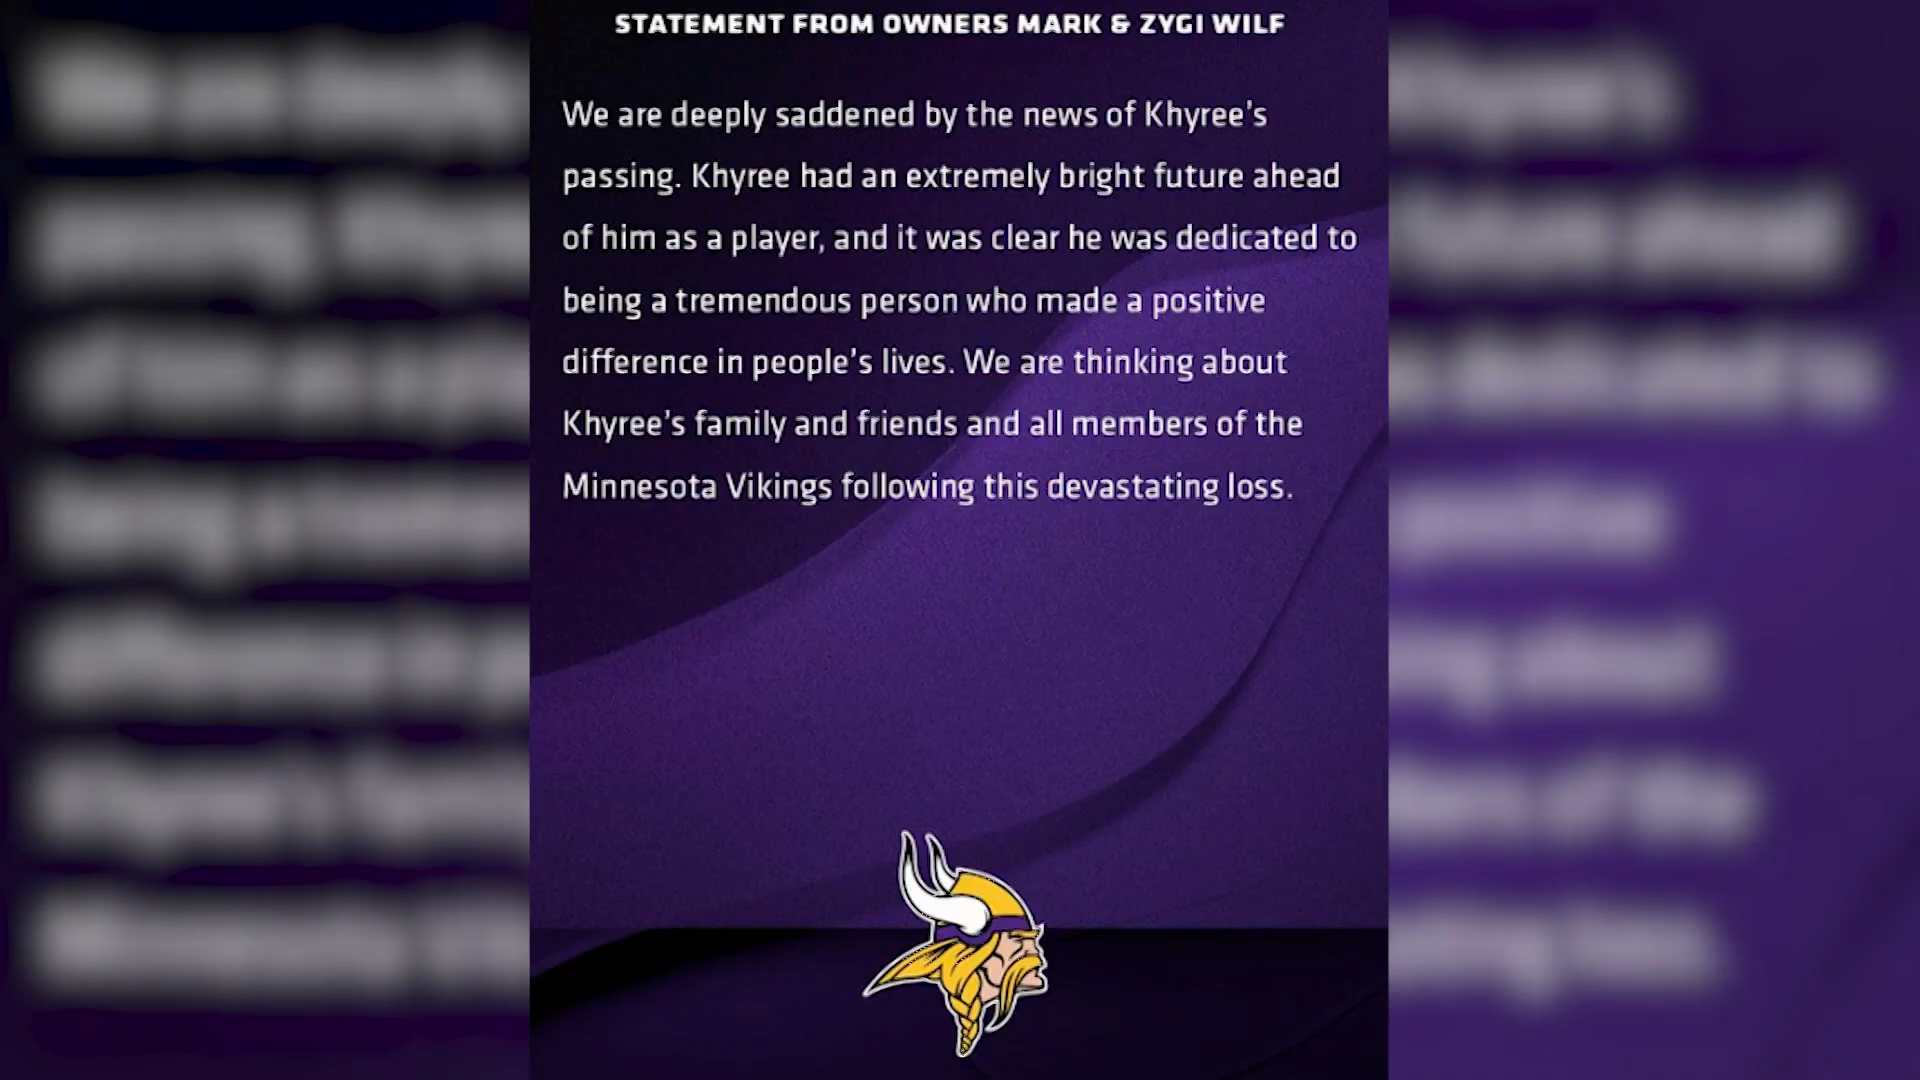 STATEMENT FROM OWNERS MARK & ZYGI WILF
We are deeply saddened by the news of Khyree's
passing. Khyree had an extremely bright future ahead
of him as a player, and it was clear he was dedicated to
being a tremendous person who made a positive
difference in people's lives. We are thinking about
Khyree's family and friends and all members of the
Minnesota Vikings following this devastating loss.